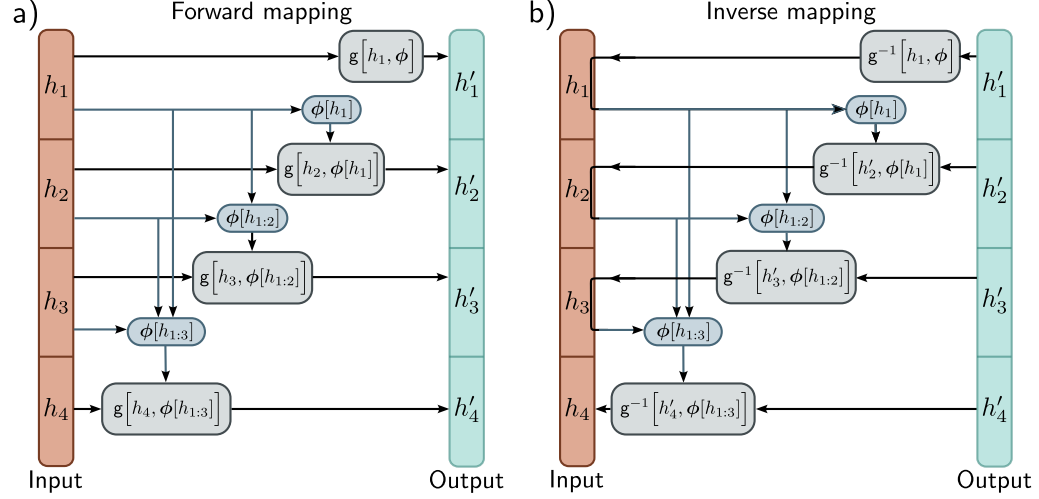 a)
Forward mapping
h₁
g[h₁, ϕ]
h′₁
ϕ[h₁]
h₂
g[h₂, ϕ[h₁]]
h′₂
ϕ[h₁:₂]
h₃
g[h₃, ϕ[h₁:₂]]
h′₃
ϕ[h₁:₃]
h₄
g[h₄, ϕ[h₁:₃]]
h′₄
Input
Output
b)
Inverse mapping
h₁
g⁻¹[h₁, ϕ]
h′₁
ϕ[h₁]
h₂
g⁻¹[h′₂, ϕ[h₁]]
h′₂
ϕ[h₁:₂]
h₃
g⁻¹[h′₃, ϕ[h₁:₂]]
h′₃
ϕ[h₁:₃]
h₄
g⁻¹[h′₄, ϕ[h₁:₃]]
h′₄
Input
Output